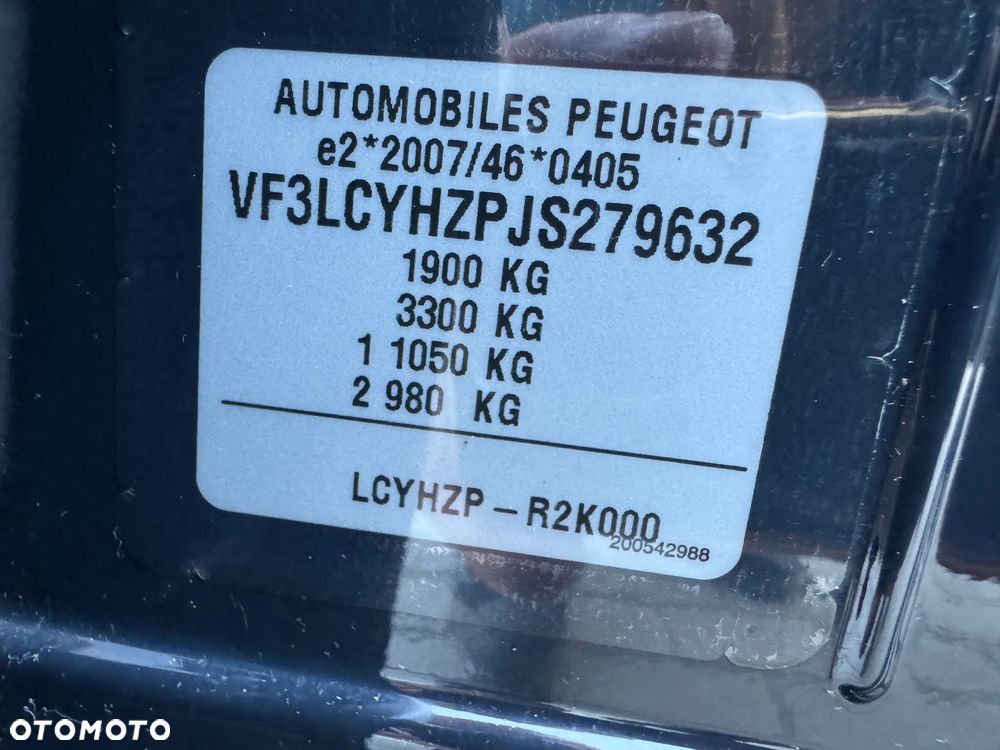 AUTOMOBILES PEUGEOT
e2*2007/46*0405
VF3LCYHZPJS279632
1900 KG
3300 KG
1 1050 KG
2 980 KG
LCYHZP – R2K000
200542988
OTOMOTO